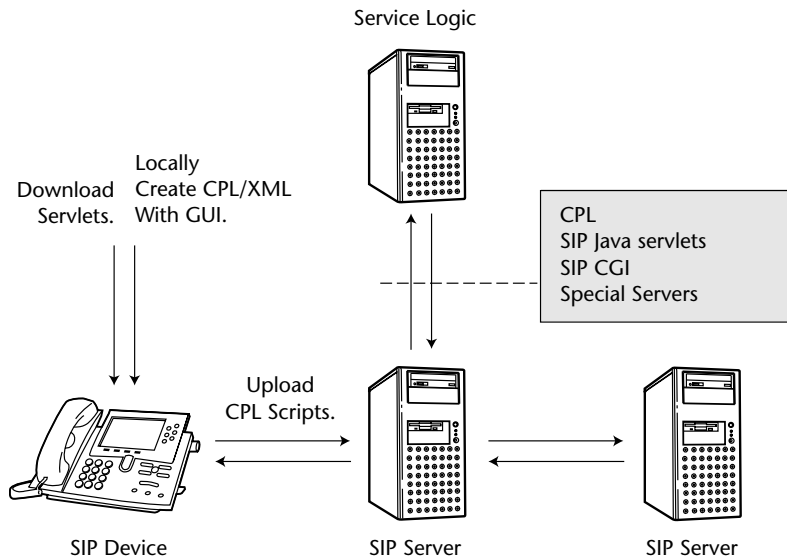 Service Logic
Download
Servlets.
Locally
Create CPL/XML
With GUI.
CPL
SIP Java servlets
SIP CGI
Special Servers
Upload
CPL Scripts.
SIP Device
SIP Server
SIP Server